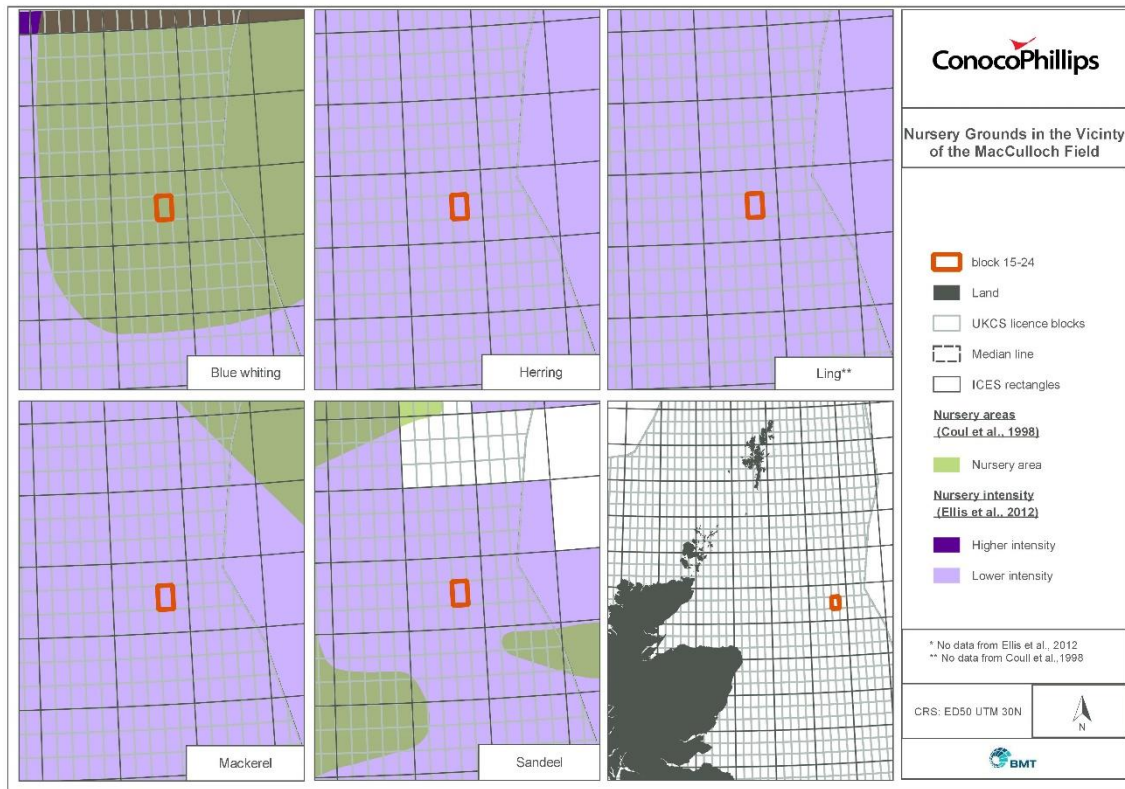 Blue whiting
Herring
Ling**
Mackerel
Sandeel
ConocoPhillips
Nursery Grounds in the Vicinty
of the MacCulloch Field
block 15-24
Land
UKCS licence blocks
Median line
ICES rectangles
Nursery areas
(Coul et al., 1998)
Nursery area
Nursery intensity
(Ellis et al., 2012)
Higher intensity
Lower intensity
* No data from Ellis et al., 2012
** No data from Coull et al.,1998
CRS: ED50 UTM 30N
N
BMT